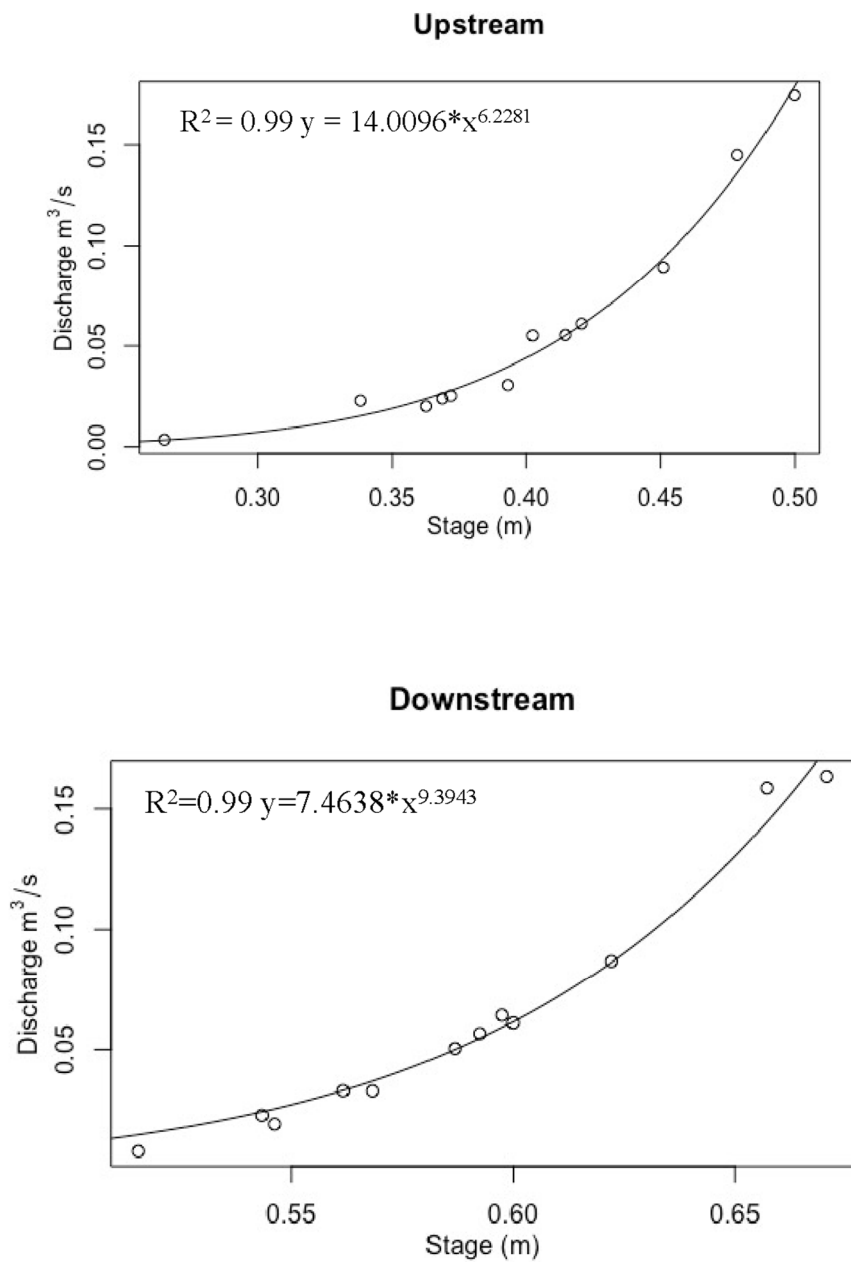 Upstream
R² = 0.99 y = 14.0096*x^6.2281
Discharge m³/s
0.15
0.10
0.05
0.00
0.30 0.35 0.40 0.45 0.50
Stage (m)
Downstream
R²=0.99 y=7.4638*x^9.3943
Discharge m³/s
0.15
0.10
0.05
0.55 0.60 0.65
Stage (m)